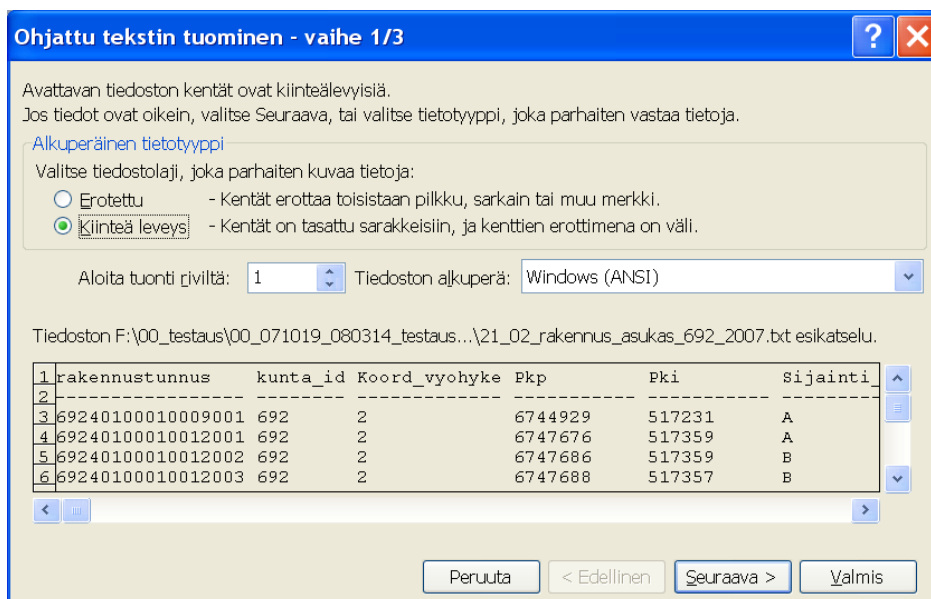 Ohjattu tekstin tuominen - vaihe 1/3
Avattavan tiedoston kentät ovat kiinteälevyisiä.
Jos tiedot ovat oikein, valitse Seuraava, tai valitse tietotyyppi, joka parhaiten vastaa tietoja.
Alkuperäinen tietotyyppi
Valitse tiedostolaji, joka parhaiten kuvaa tietoja:
Erotettu - Kentät erottaa toisistaan pilkku, sarkain tai muu merkki.
Kiinteä leveys - Kentät on tasattu sarakkeisiin, ja kenttien erottimena on väli.
Aloita tuonti riviltä: 1 Tiedoston alkuperä: Windows (ANSI)
Tiedoston F:\00_testaus\00_071019_080314_testaus...\21_02_rakennus_asukas_692_2007.txt esikatselu.
1 rakennustunnus kunta_id Koord_vyohyke Pkp Pki Sijainti_
2 ----------------- -------- ------------- ----------- ----------- ---------
3 69240100010009001 692 2 6744929 517231 A
4 69240100010012001 692 2 6747676 517359 A
5 69240100010012002 692 2 6747686 517359 B
6 69240100010012003 692 2 6747688 517357 B
Peruuta < Edellinen Seuraava > Valmis